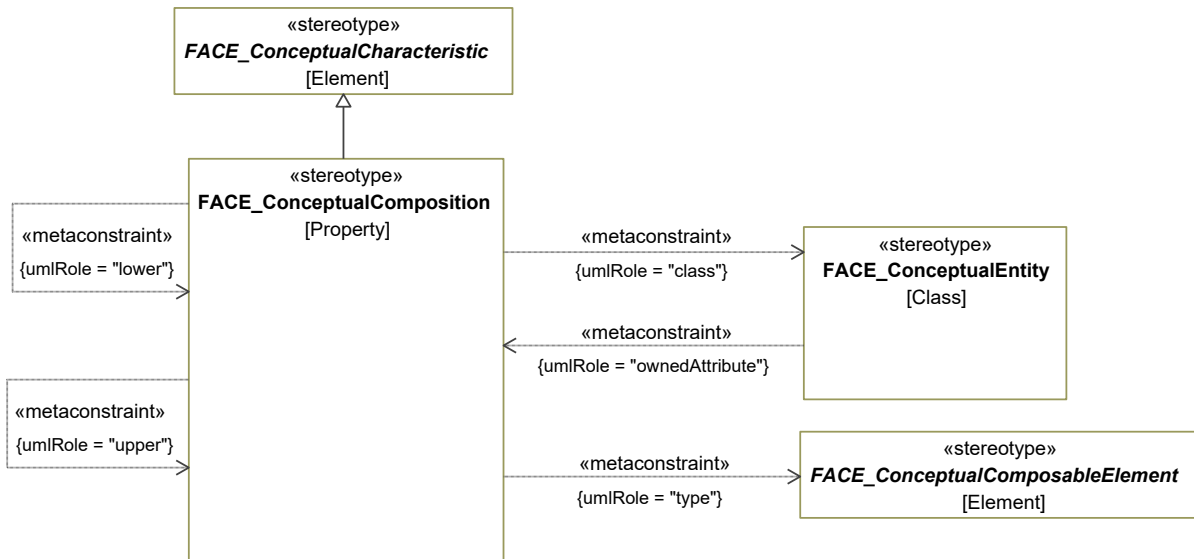 «stereotype»
FACE_ConceptualCharacteristic
[Element]
«stereotype»
FACE_ConceptualComposition
[Property]
«metaconstraint»
{umlRole = "lower"}
«metaconstraint»
{umlRole = "class"}
«stereotype»
FACE_ConceptualEntity
[Class]
«metaconstraint»
{umlRole = "ownedAttribute"}
«metaconstraint»
{umlRole = "upper"}
«metaconstraint»
{umlRole = "type"}
«stereotype»
FACE_ConceptualComposableElement
[Element]